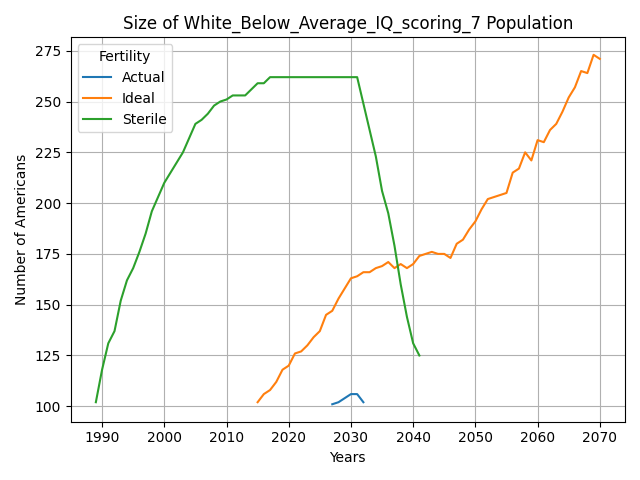 Size of White_Below_Average_IQ_scoring_7 Population
Fertility
Actual
Ideal
Sterile
Number of Americans
275
250
225
200
175
150
125
100
1990 2000 2010 2020 2030 2040 2050 2060 2070
Years